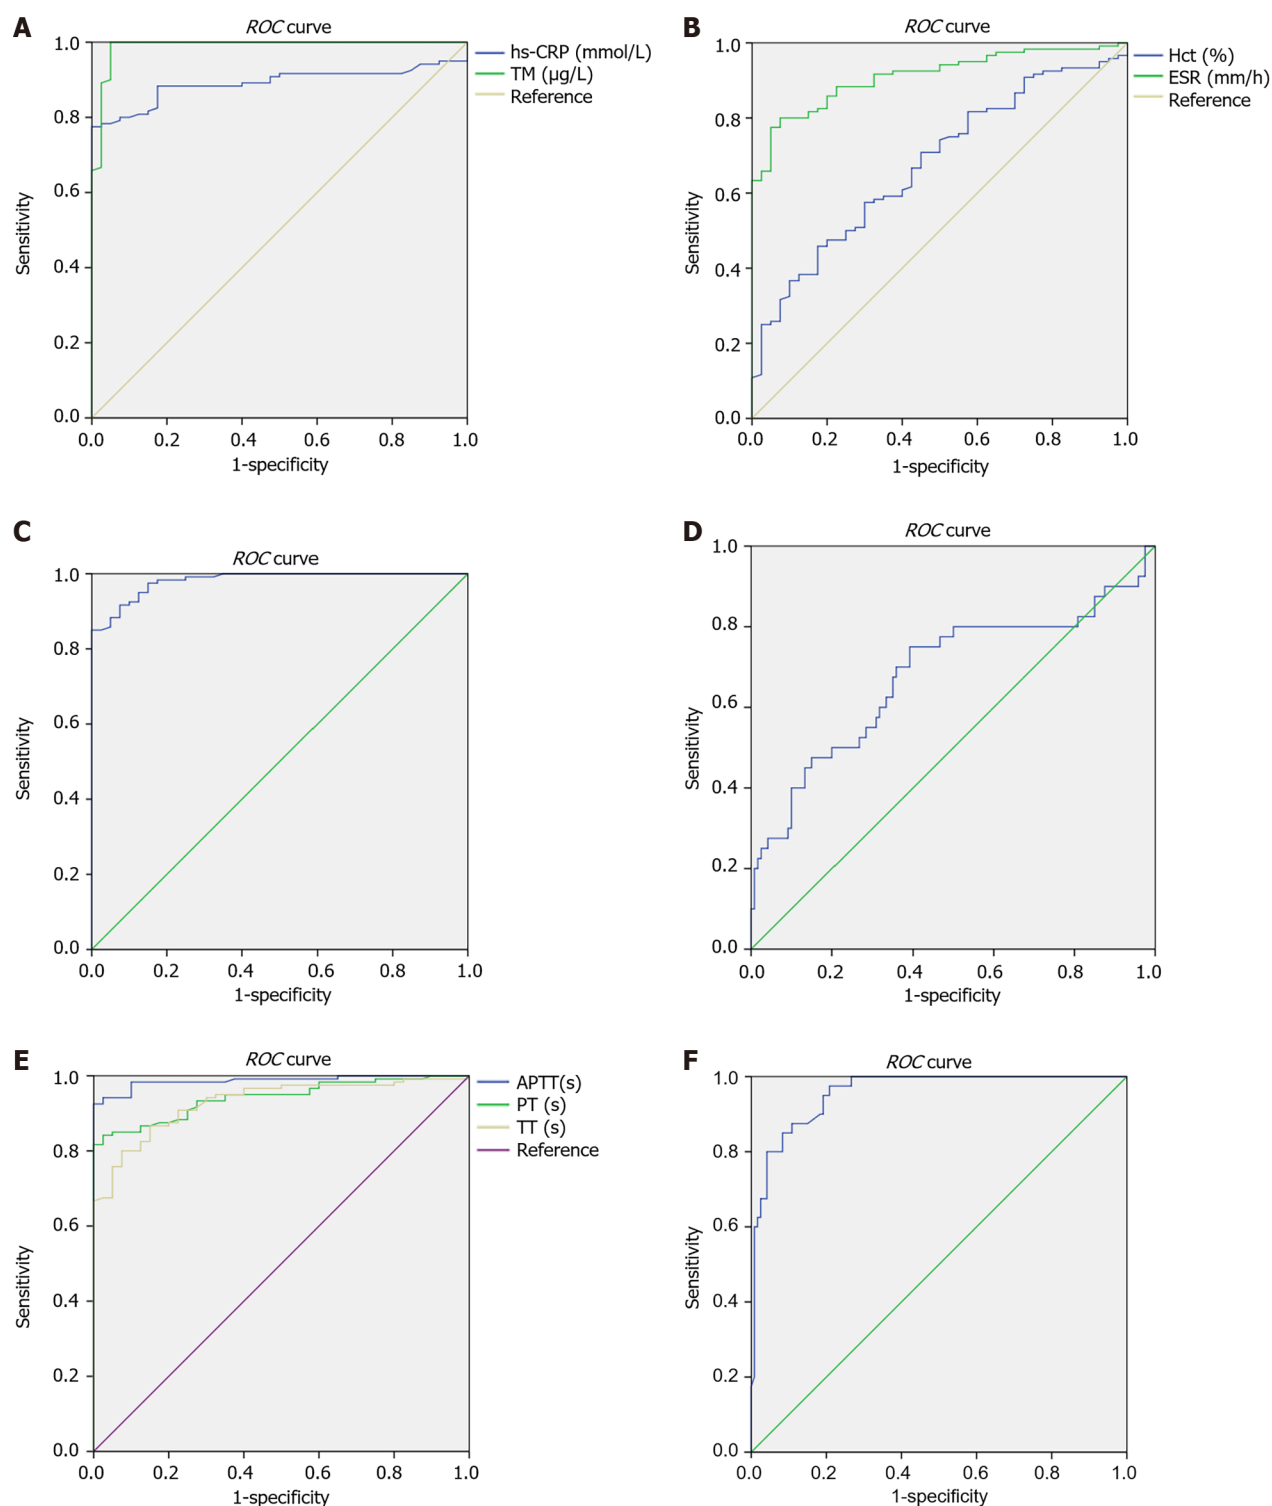 A
ROC curve
1.0
0.8
0.6
0.4
0.2
0.0
Sensitivity
0.0 0.2 0.4 0.6 0.8 1.0
1-specificity
hs-CRP (mmol/L)
TM (μg/L)
Reference
B
ROC curve
1.0
0.8
0.6
0.4
0.2
0.0
Sensitivity
0.0 0.2 0.4 0.6 0.8 1.0
1-specificity
Hct (%)
ESR (mm/h)
Reference
C
ROC curve
1.0
0.8
0.6
0.4
0.2
0.0
Sensitivity
0.0 0.2 0.4 0.6 0.8 1.0
1-specificity
D
ROC curve
1.0
0.8
0.6
0.4
0.2
0.0
Sensitivity
0.0 0.2 0.4 0.6 0.8 1.0
1-specificity
E
ROC curve
1.0
0.8
0.6
0.4
0.2
0.0
Sensitivity
0.0 0.2 0.4 0.6 0.8 1.0
1-specificity
APTT(s)
PT (s)
TT (s)
Reference
F
ROC curve
1.0
0.8
0.6
0.4
0.2
0.0
Sensitivity
0.0 0.2 0.4 0.6 0.8 1.0
1-specificity